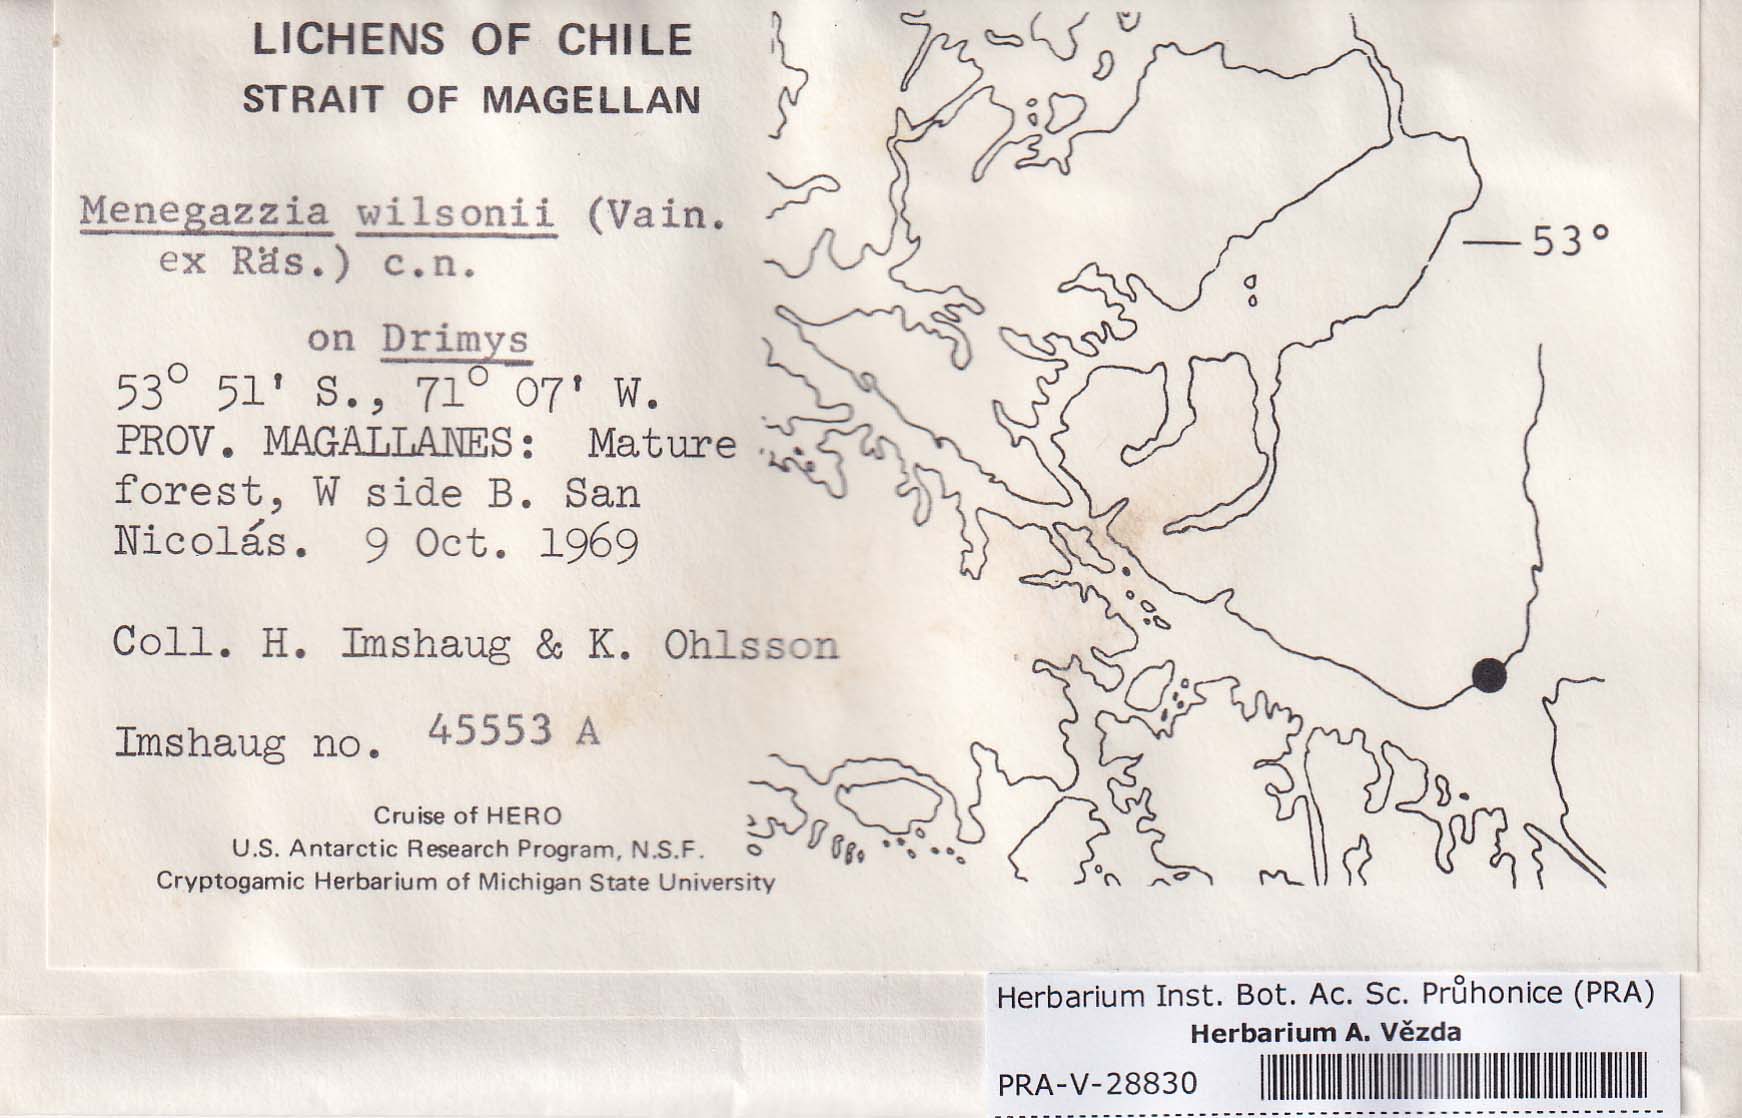 LICHENS OF CHILE
STRAIT OF MAGELLAN
Menegazzia wilsonii (Vain.
ex Räs.) c.n.
on Drimys
53° 51' S., 71° 07' W.
PROV. MAGALLANES: Mature
forest, W side B. San
Nicolás. 9 Oct. 1969
Coll. H. Imshaug & K. Ohlsson
Imshaug no. 45553 A
Cruise of HERO
U.S. Antarctic Research Program, N.S.F.
Cryptogamic Herbarium of Michigan State University
53°
Herbarium Inst. Bot. Ac. Sc. Průhonice (PRA)
Herbarium A. Vězda
PRA-V-28830